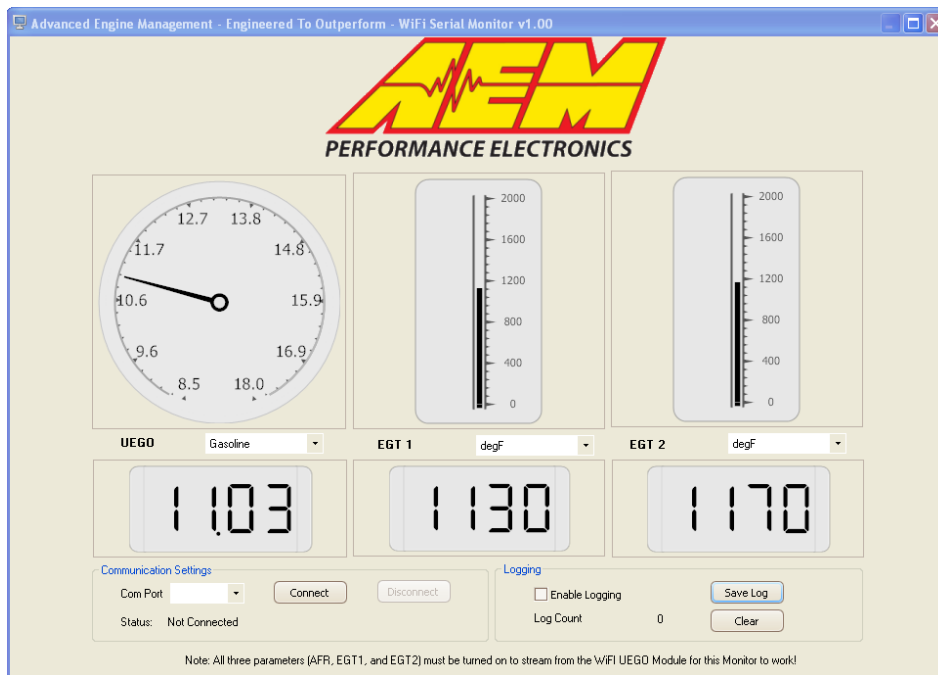 Advanced Engine Management - Engineered To Outperform - WiFi Serial Monitor v1.00
AEM
PERFORMANCE ELECTRONICS
12.7 13.8
11.7 14.8
10.6 15.9
9.6 16.9
8.5 18.0
2000
1600
1200
800
400
0
2000
1600
1200
800
400
0
UEGO Gasoline EGT 1 degF EGT 2 degF
11.03 1130 1170
Communication Settings
Com Port Connect Disconnect
Status: Not Connected
Logging
Enable Logging Save Log
Log Count 0 Clear
Note: All three parameters (AFR, EGT1, and EGT2) must be turned on to stream from the WiFI UEGO Module for this Monitor to work!